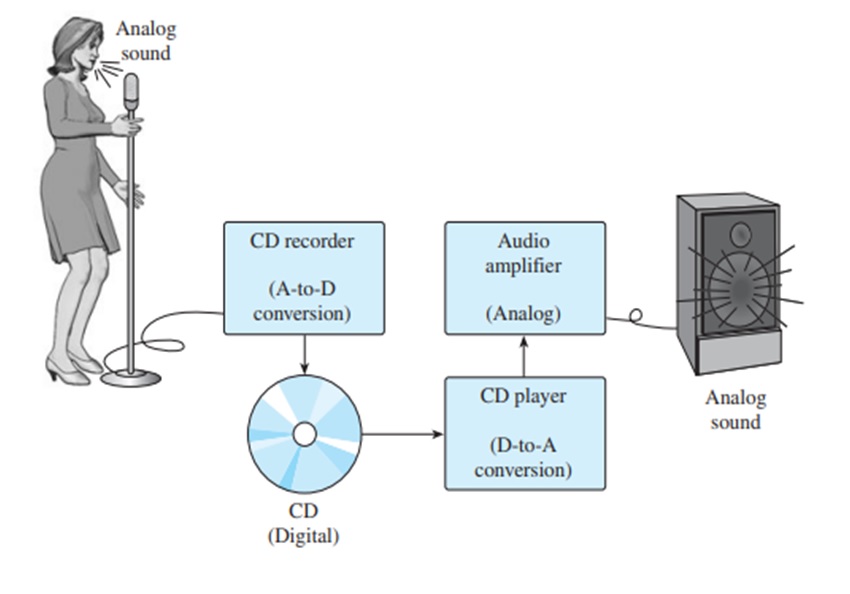 Analog
sound
CD recorder
(A-to-D
conversion)
CD
(Digital)
CD player
(D-to-A
conversion)
Audio
amplifier
(Analog)
Analog
sound